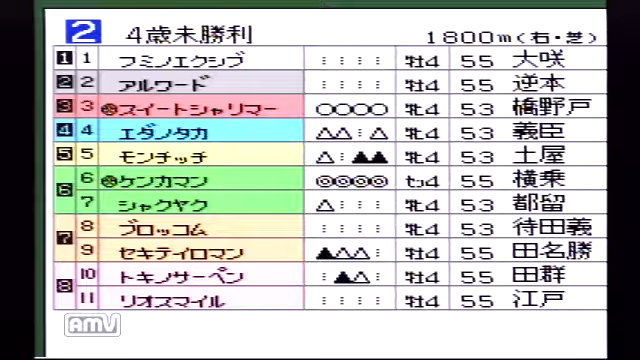 2 4歳未勝利 1800m(右・芝)
1 1 フミノエクシブ :::: 牡4 55 大咲
2 2 アルワード :::: 牡4 55 逆本
3 3 スイートシャリマー ○○○○ 牝4 53 橋野戸
4 4 エダノタカ △△:△ 牝4 53 義臣
5 5 モンチッチ △:▲▲ 牝4 53 土屋
6 6 ケンカマン ◎◎◎◎ セン4 55 横乗
7 シャクヤク △::: 牝4 53 都留
7 8 ブロッコム :::: 牝4 53 待田義
9 セキテイロマン ▲△△: 牡4 55 田名勝
8 10 トキノサーペン :▲△: 牡4 55 田群
11 リオスマイル :::: 牡4 55 江戸
AMV